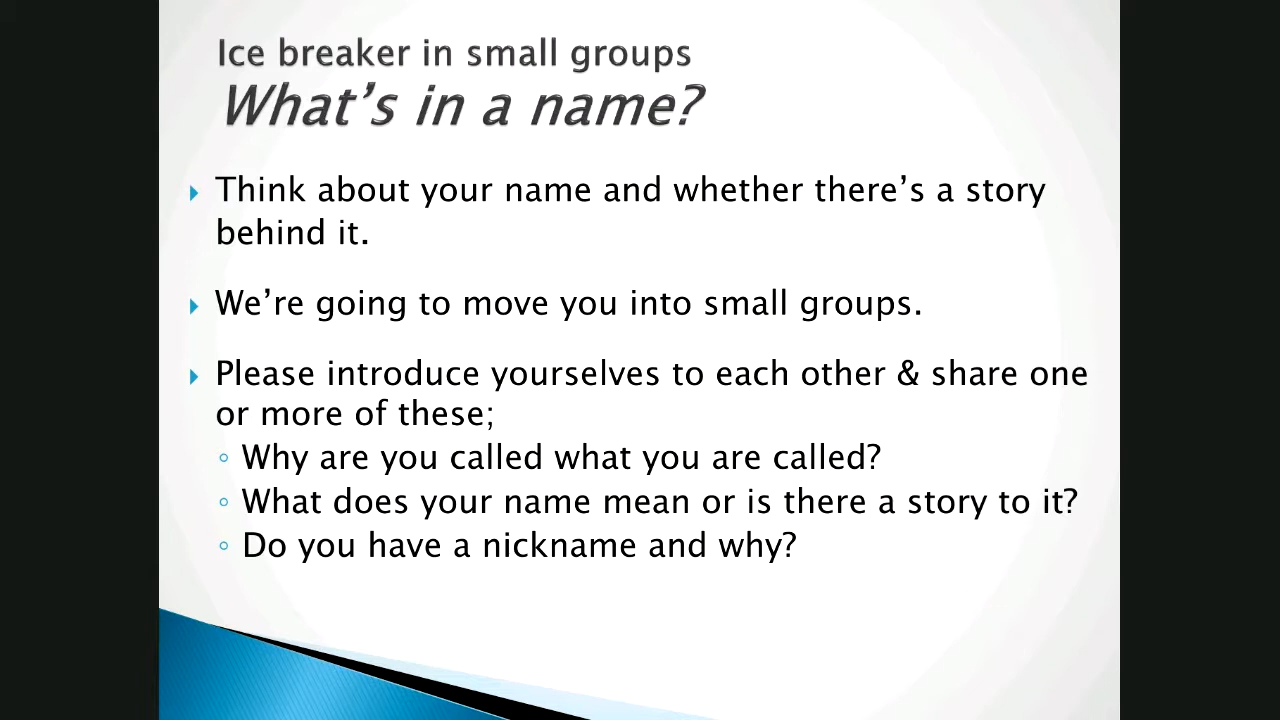 Ice breaker in small groups
What’s in a name?
Think about your name and whether there’s a story
behind it.
We’re going to move you into small groups.
Please introduce yourselves to each other & share one
or more of these;
Why are you called what you are called?
What does your name mean or is there a story to it?
Do you have a nickname and why?